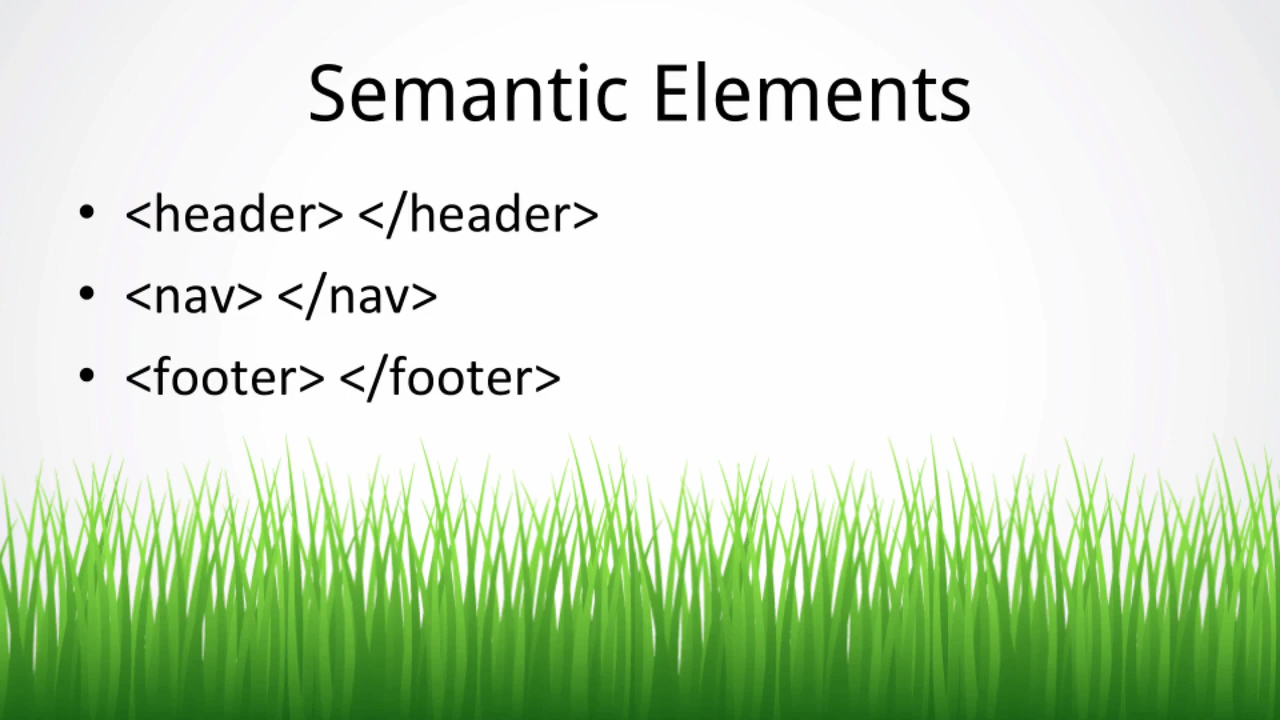 Semantic Elements
• <header> </header>
• <nav> </nav>
• <footer> </footer>